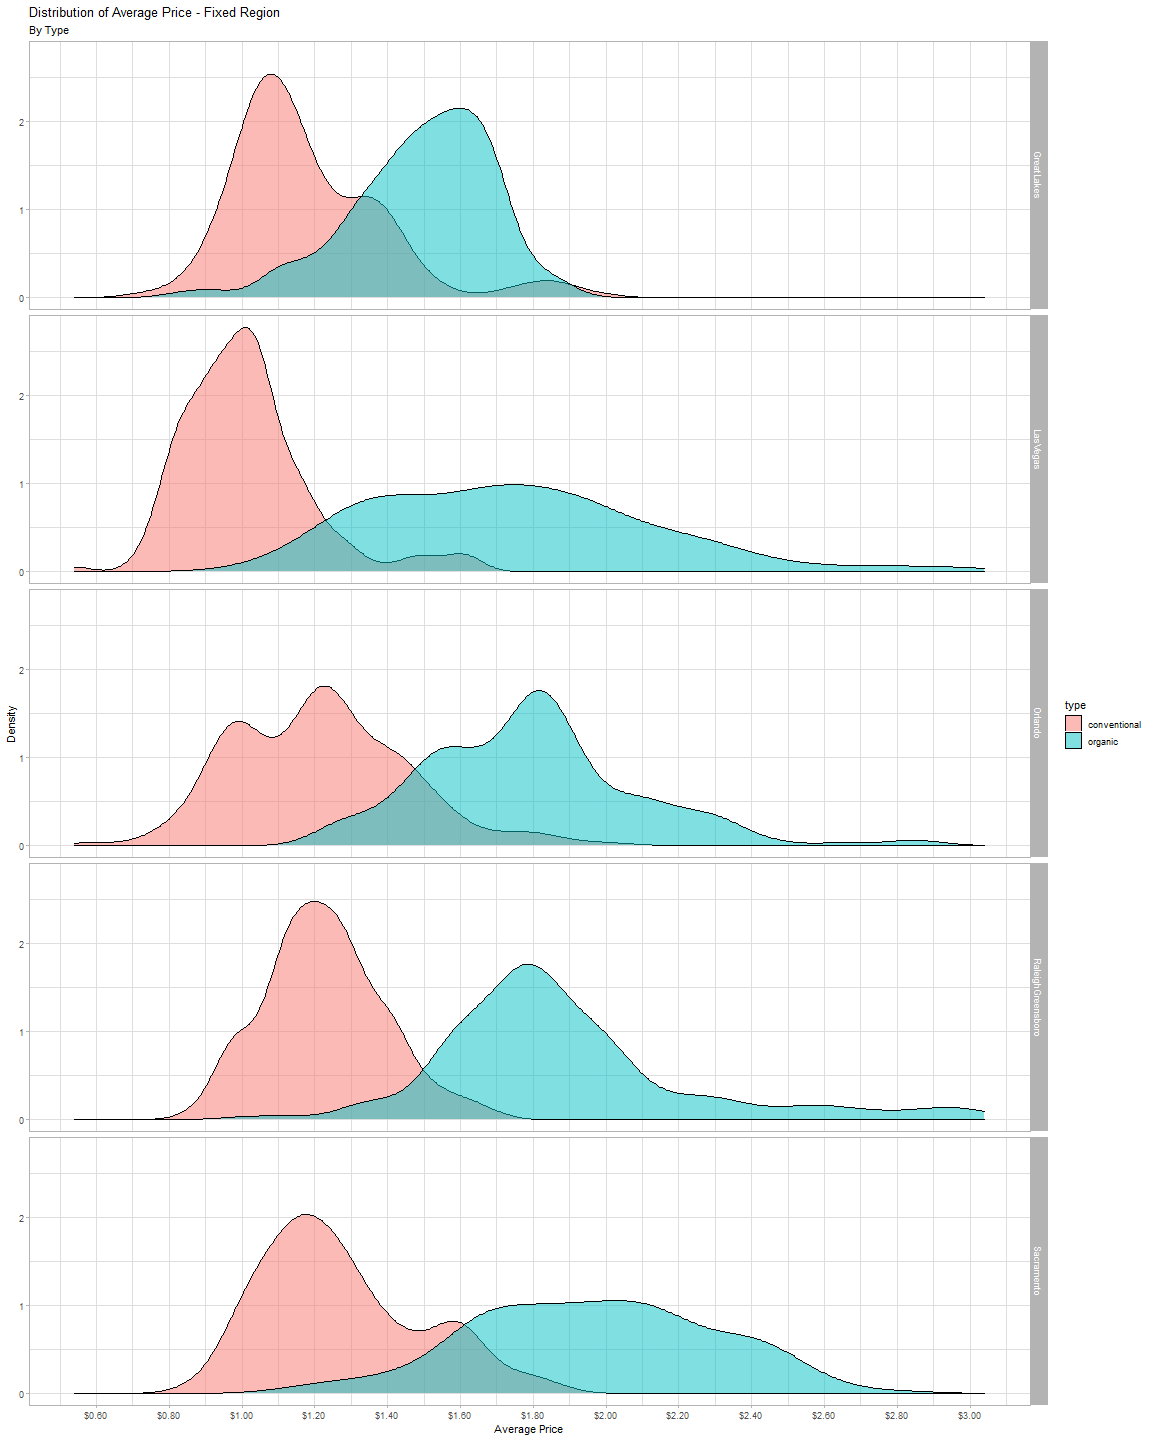 Distribution of Average Price - Fixed Region
By Type
2
1
0
GreatLakes
2
1
0
LasVegas
2
1
0
Orlando
Density
type
conventional
organic
2
1
0
RaleighGreensboro
2
1
0
Sacramento
$0.60 $0.80 $1.00 $1.20 $1.40 $1.60 $1.80 $2.00 $2.20 $2.40 $2.60 $2.80 $3.00
Average Price